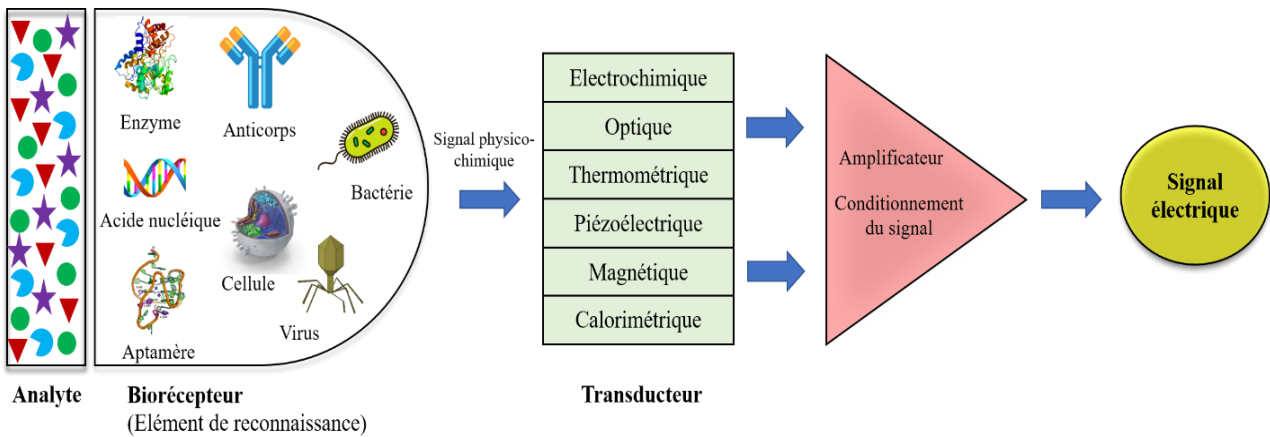 Enzyme
Anticorps
Bactérie
Acide nucléique
Cellule
Aptamère
Virus
Analyte
Biorécepteur
(Elément de reconnaissance)
Signal physico-
chimique
Electrochimique
Optique
Thermométrique
Piézoélectrique
Magnétique
Calorimétrique
Transducteur
Amplificateur
Conditionnement
du signal
Signal
électrique